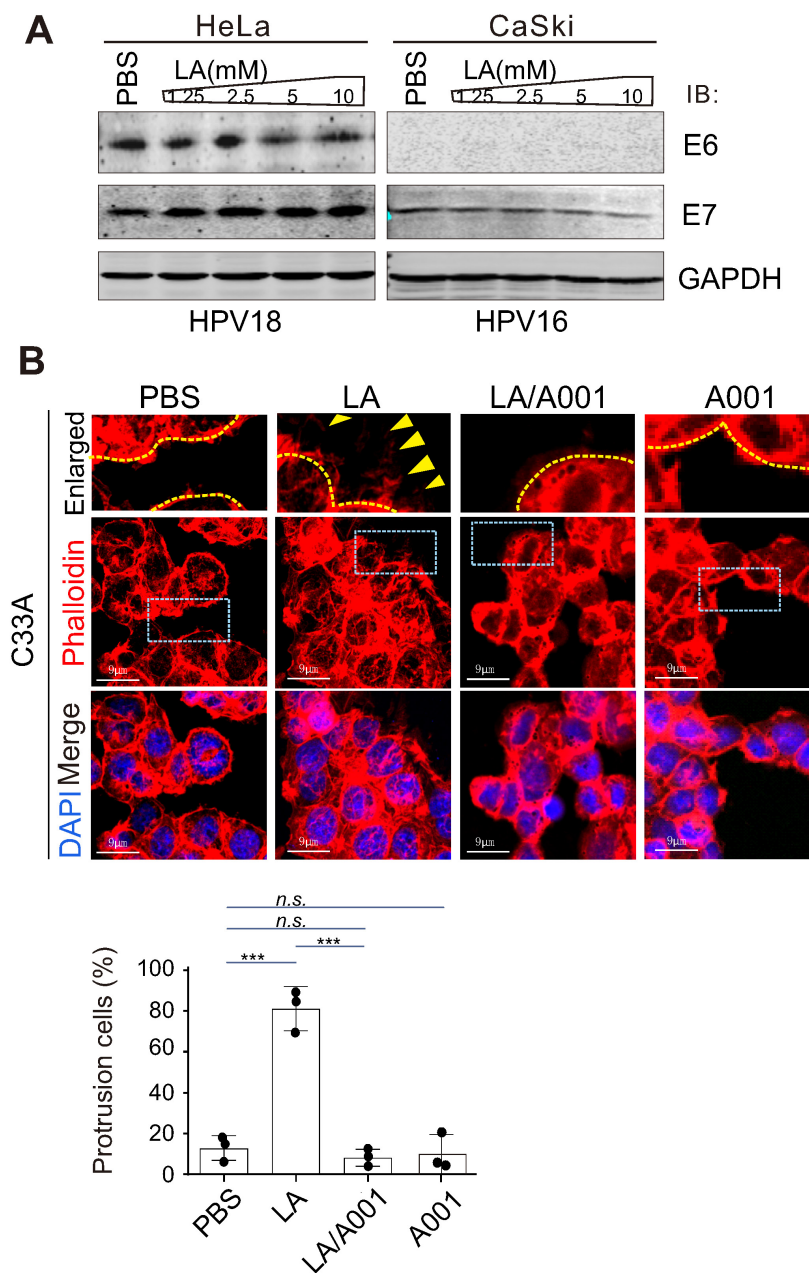 A
HeLa
CaSki
PBS
LA(mM)
1.25 2.5 5 10
PBS
LA(mM)
1.25 2.5 5 10
IB:
E6
E7
GAPDH
HPV18
HPV16
B
PBS
LA
LA/A001
A001
C33A
Enlarged
Phalloidin
9μm
9μm
9μm
9μm
DAPI Merge
9μm
9μm
9μm
9μm
n.s.
n.s.
***
***
Protrusion cells (%)
100
80
60
40
20
0
PBS
LA
LA/A001
A001